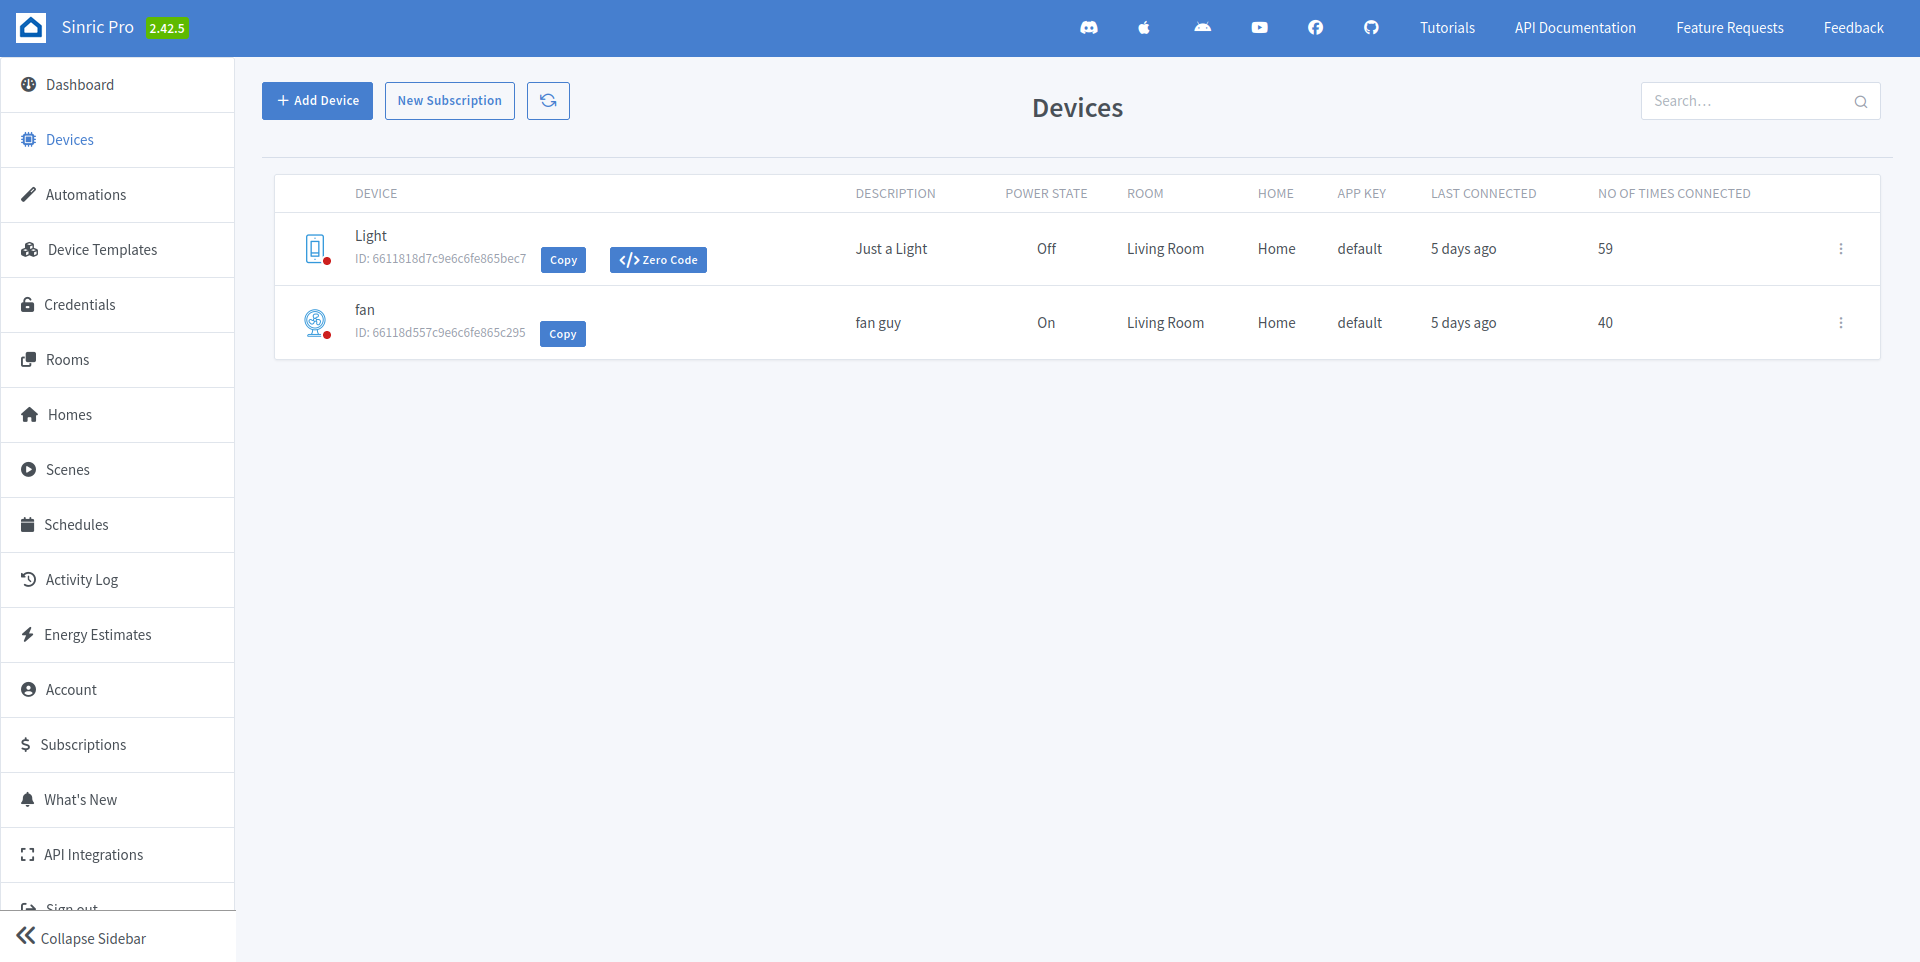 Sinric Pro 2.42.5
Tutorials API Documentation Feature Requests Feedback
Dashboard
Devices
Automations
Device Templates
Credentials
Rooms
Homes
Scenes
Schedules
Activity Log
Energy Estimates
Account
$ Subscriptions
What's New
API Integrations
Sign out
Collapse Sidebar
+ Add Device New Subscription
Devices
Search...
DEVICE DESCRIPTION POWER STATE ROOM HOME APP KEY LAST CONNECTED NO OF TIMES CONNECTED
Light
ID: 6611818d7c9e6c6fe865bec7 Copy </> Zero Code
Just a Light Off Living Room Home default 5 days ago 59
fan
ID: 66118d557c9e6c6fe865c295 Copy
fan guy On Living Room Home default 5 days ago 40